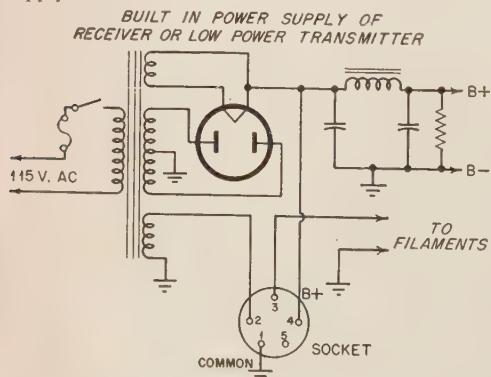 BUILT IN POWER SUPPLY OF
RECEIVER OR LOW POWER TRANSMITTER
B+
115 V. AC
B-
TO
FILAMENTS
B+
3
2
4
1
5
SOCKET
COMMON